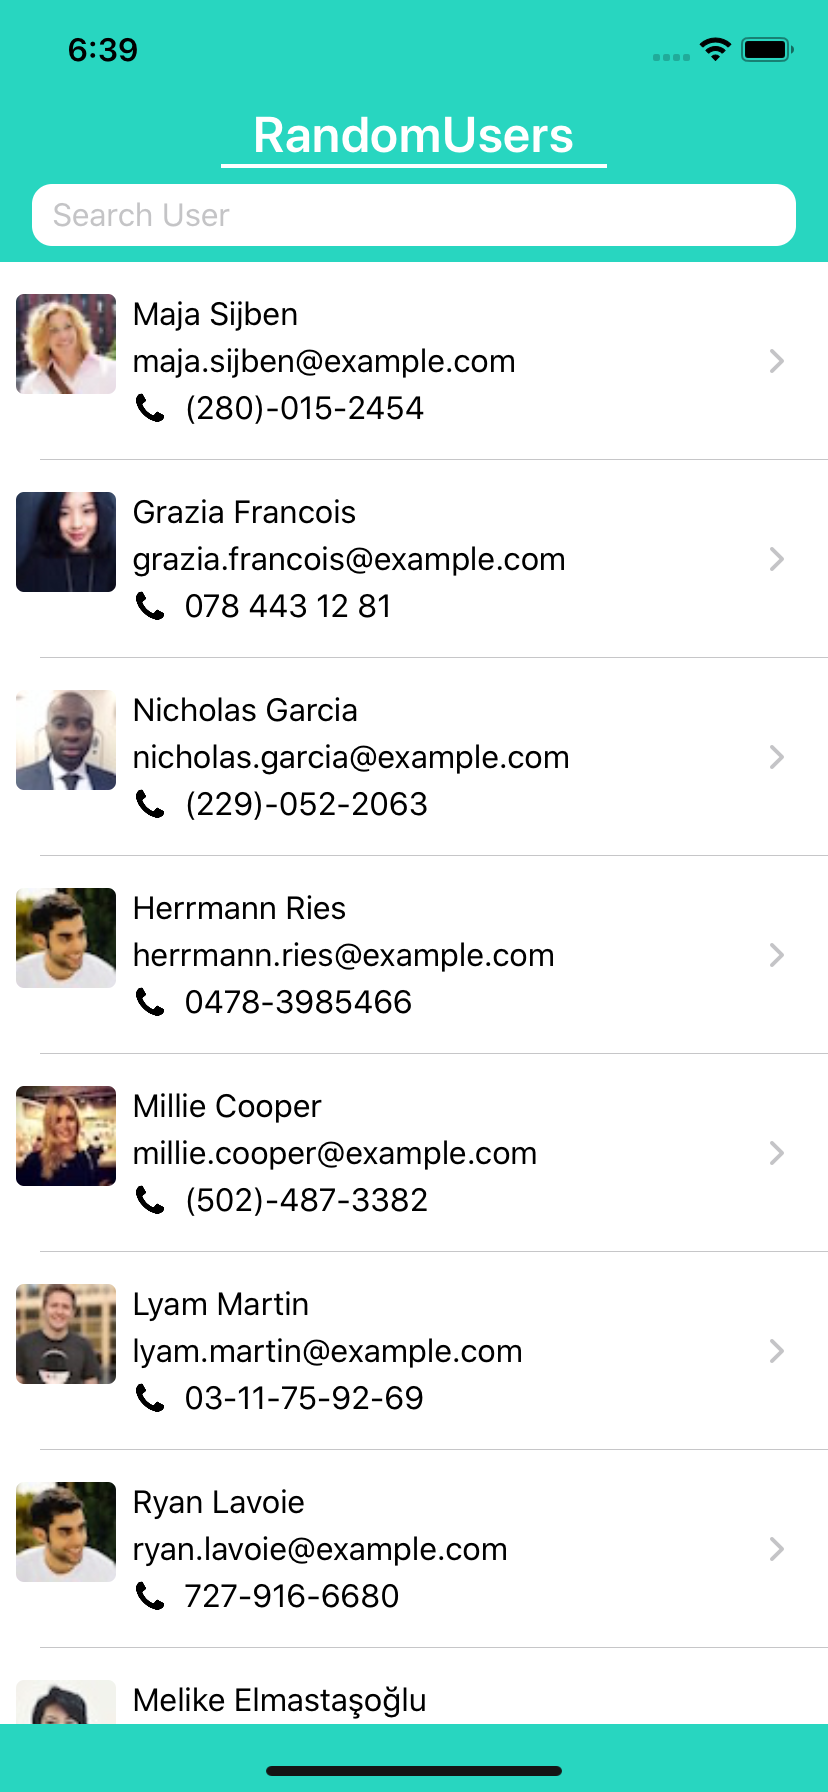 6:39
RandomUsers
Search User
Maja Sijben
maja.sijben@example.com
(280)-015-2454
Grazia Francois
grazia.francois@example.com
078 443 12 81
Nicholas Garcia
nicholas.garcia@example.com
(229)-052-2063
Herrmann Ries
herrmann.ries@example.com
0478-3985466
Millie Cooper
millie.cooper@example.com
(502)-487-3382
Lyam Martin
lyam.martin@example.com
03-11-75-92-69
Ryan Lavoie
ryan.lavoie@example.com
727-916-6680
Melike Elmastaşoğlu